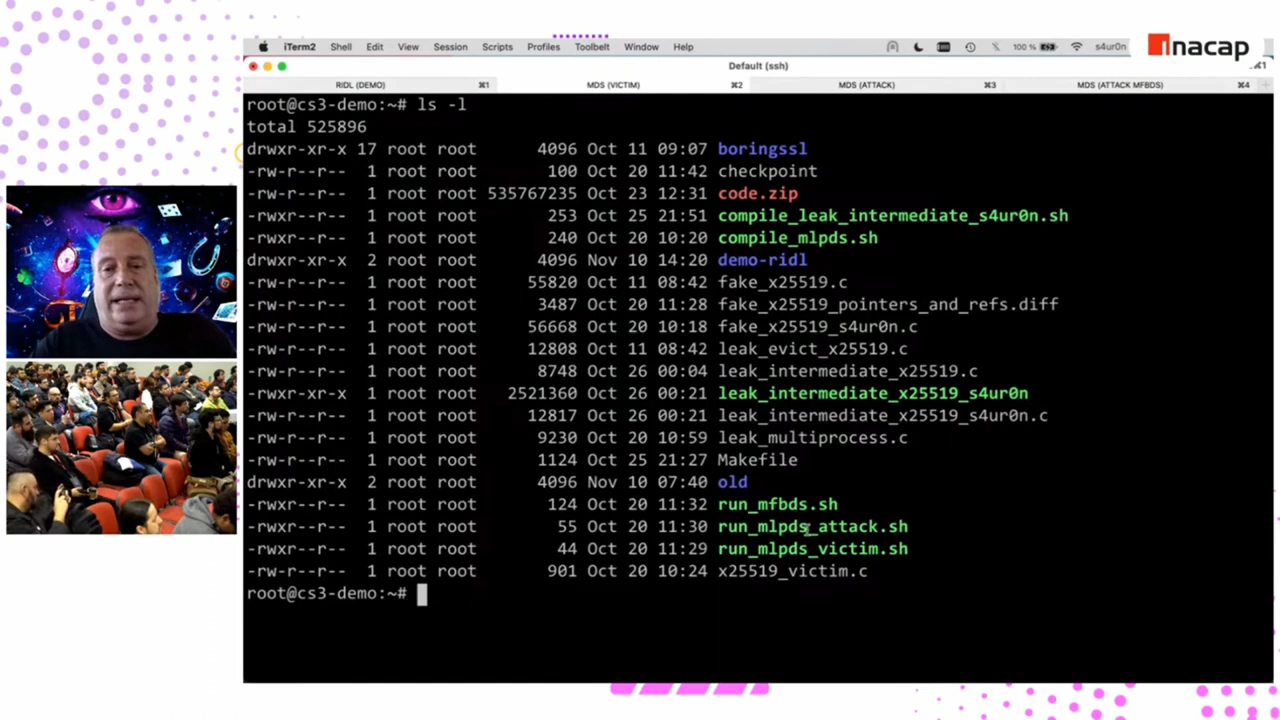 iTerm2 Shell Edit View Session Scripts Profiles Toolbelt Window Help 100 % s4ur0n
inacap
Default (ssh) ⌘1
RIDL (DEMO) ⌘1 MDS (VICTIM) ⌘2 MDS (ATTACK) ⌘3 MDS (ATTACK MFBDS) ⌘4
root@cs3-demo:~# ls -l
total 525896
drwxr-xr-x 17 root root 4096 Oct 11 09:07 boringssl
-rw-r--r-- 1 root root 100 Oct 20 11:42 checkpoint
-rw-r--r-- 1 root root 535767235 Oct 23 12:31 code.zip
-rwxr-xr-x 1 root root 253 Oct 25 21:51 compile_leak_intermediate_s4ur0n.sh
-rwxr-xr-x 1 root root 240 Oct 20 10:20 compile_mlpds.sh
drwxr-xr-x 2 root root 4096 Nov 10 14:20 demo-ridl
-rw-r--r-- 1 root root 55820 Oct 11 08:42 fake_x25519.c
-rw-r--r-- 1 root root 3487 Oct 20 11:28 fake_x25519_pointers_and_refs.diff
-rw-r--r-- 1 root root 56668 Oct 20 10:18 fake_x25519_s4ur0n.c
-rw-r--r-- 1 root root 12808 Oct 11 08:42 leak_evict_x25519.c
-rw-r--r-- 1 root root 8748 Oct 26 00:04 leak_intermediate_x25519.c
-rwxr-xr-x 1 root root 2521360 Oct 26 00:21 leak_intermediate_x25519_s4ur0n
-rw-r--r-- 1 root root 12817 Oct 26 00:21 leak_intermediate_x25519_s4ur0n.c
-rw-r--r-- 1 root root 9230 Oct 20 10:59 leak_multiprocess.c
-rw-r--r-- 1 root root 1124 Oct 25 21:27 Makefile
drwxr-xr-x 2 root root 4096 Nov 10 07:40 old
-rwxr--r-- 1 root root 124 Oct 20 11:32 run_mfbds.sh
-rwxr--r-- 1 root root 55 Oct 20 11:30 run_mlpds_attack.sh
-rwxr--r-- 1 root root 44 Oct 20 11:29 run_mlpds_victim.sh
-rw-r--r-- 1 root root 901 Oct 20 10:24 x25519_victim.c
root@cs3-demo:~#